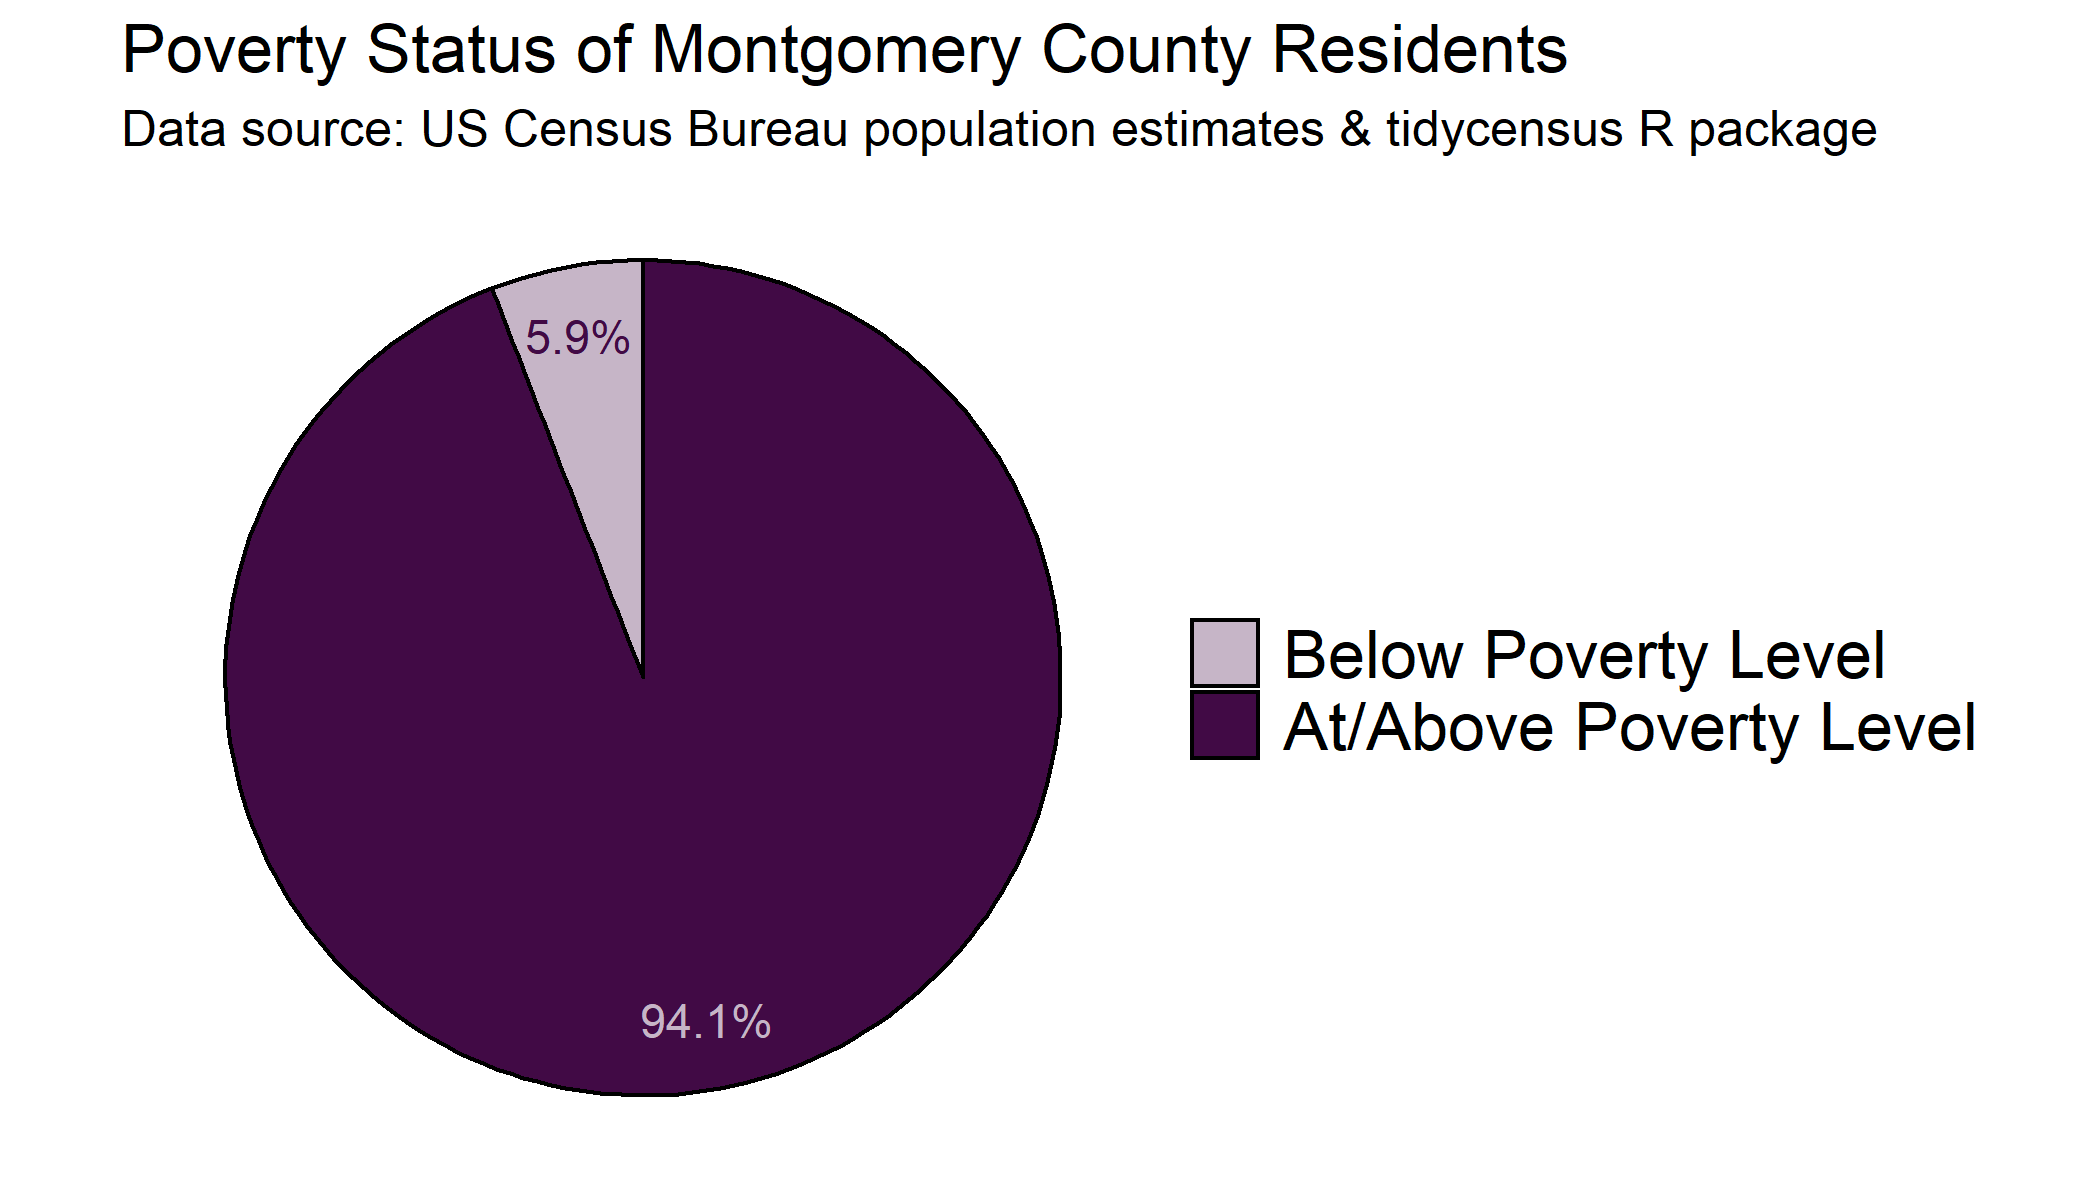 Poverty Status of Montgomery County Residents
Data source: US Census Bureau population estimates & tidycensus R package
5.9%
Below Poverty Level
At/Above Poverty Level
94.1%